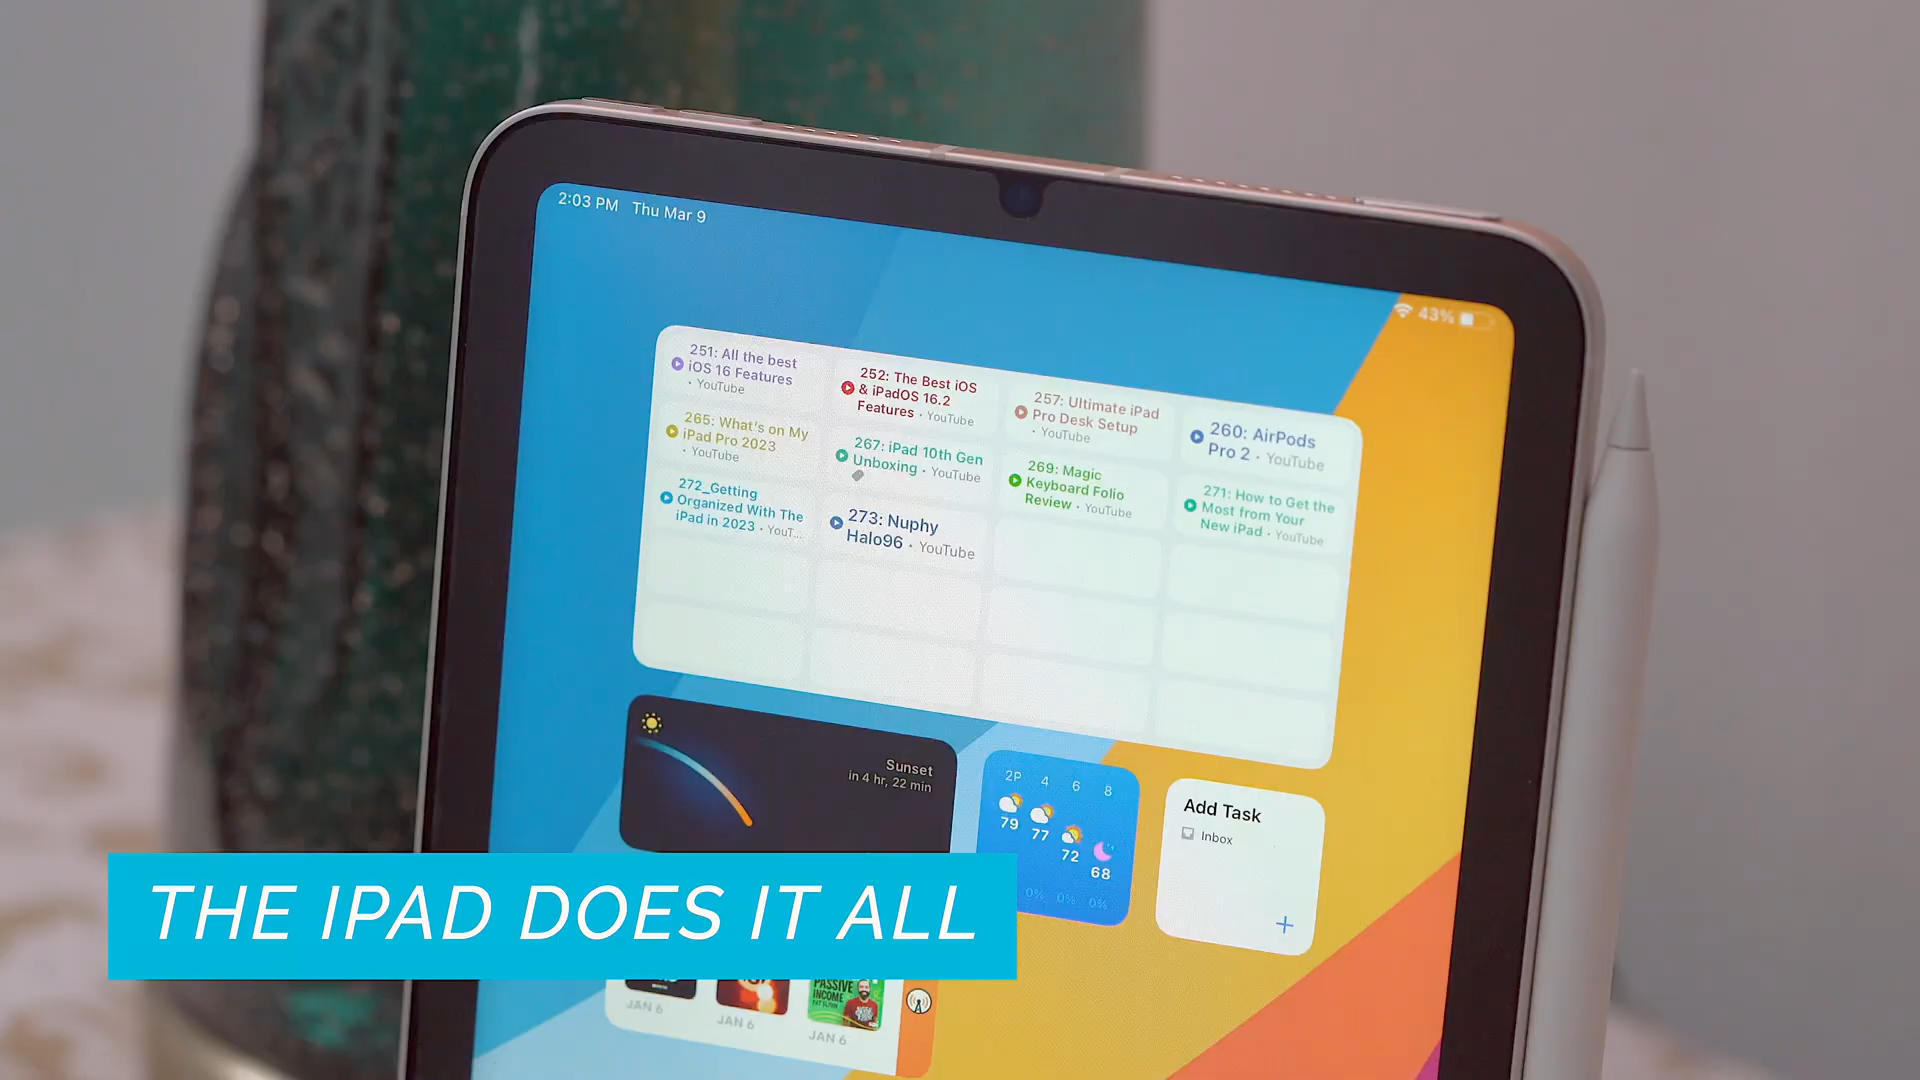 2:03 PM Thu Mar 9
43%
251: All the best
iOS 16 Features
· YouTube
252: The Best iOS
& iPadOS 16.2
Features · YouTube
257: Ultimate iPad
Pro Desk Setup
· YouTube
260: AirPods
Pro 2 · YouTube
265: What's on My
iPad Pro 2023
· YouTube
267: iPad 10th Gen
Unboxing · YouTube
269: Magic
Keyboard Folio
Review · YouTube
271: How to Get the
Most from Your
New iPad · YouTube
272_Getting
Organized With The
iPad in 2023 · YouT...
273: Nuphy
Halo96 · YouTube
Sunset
in 4 hr, 22 min
2P 4 6 8
79 77 72 68
0% 0% 0%
Add Task
Inbox
THE IPAD DOES IT ALL
PASSIVE
INCOME
JAN 6
JAN 6
JAN 6